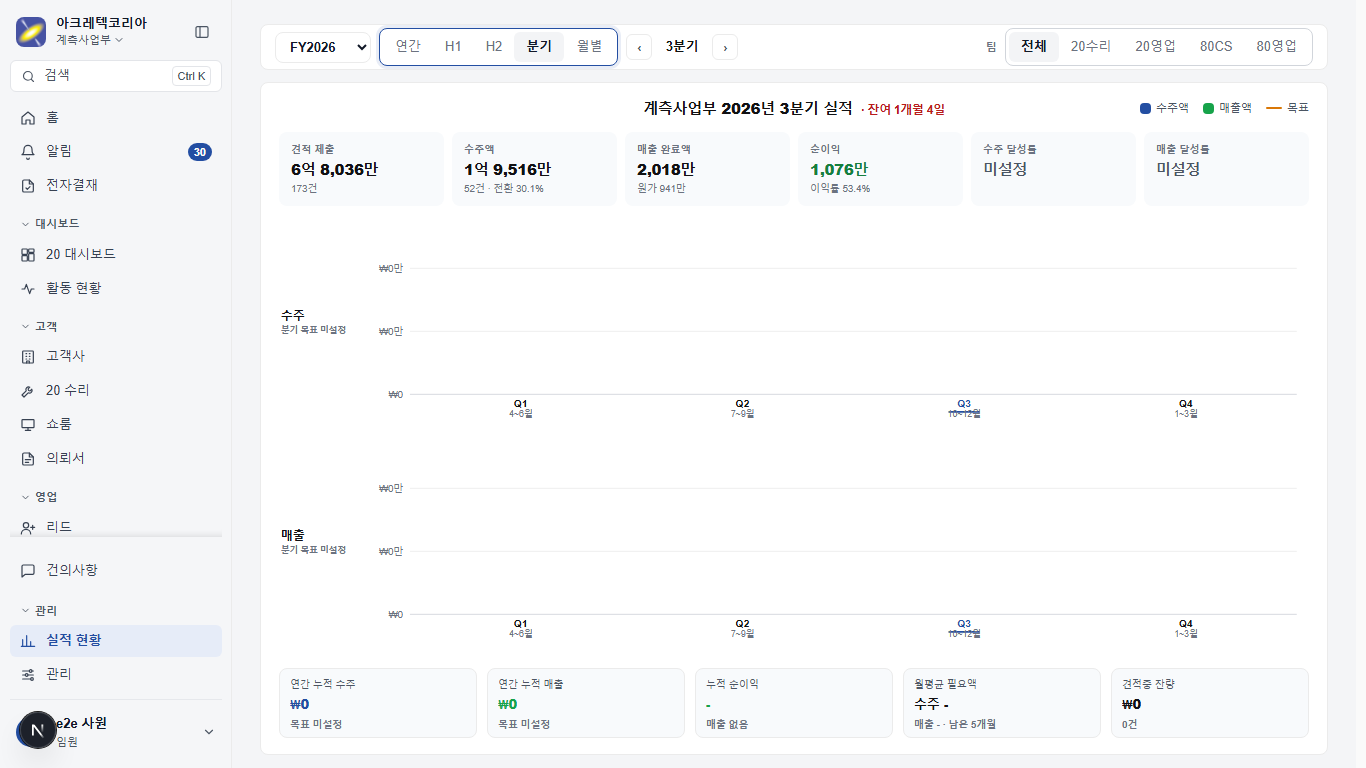 아크레텍코리아
계측사업부
검색
Ctrl K
홈
알림
30
전자결재
대시보드
20 대시보드
활동 현황
고객
고객사
20 수리
쇼룸
의뢰서
영업
리드
건의사항
관리
실적 현황
관리
N
e2e 사원
임원
FY2026
연간 H1 H2 분기 월별
‹ 3분기 ›
팀
전체 20수리 20영업 80CS 80영업
계측사업부 2026년 3분기 실적 · 잔여 1개월 4일
수주액 매출액 목표
견적 제출
6억 8,036만
173건
수주액
1억 9,516만
52건 · 전환 30.1%
매출 완료액
2,018만
원가 941만
순이익
1,076만
이익률 53.4%
수주 달성률
미설정
매출 달성률
미설정
수주
분기 목표 미설정
₩0만
₩0만
₩0
Q1 Q2 Q3 Q4
4~6월 7~9월 10~12월 1~3월
매출
분기 목표 미설정
₩0만
₩0만
₩0
Q1 Q2 Q3 Q4
4~6월 7~9월 10~12월 1~3월
연간 누적 수주
₩0
목표 미설정
연간 누적 매출
₩0
목표 미설정
누적 순이익
-
매출 없음
월평균 필요액
수주 -
매출 - · 남은 5개월
견적중 잔량
₩0
0건